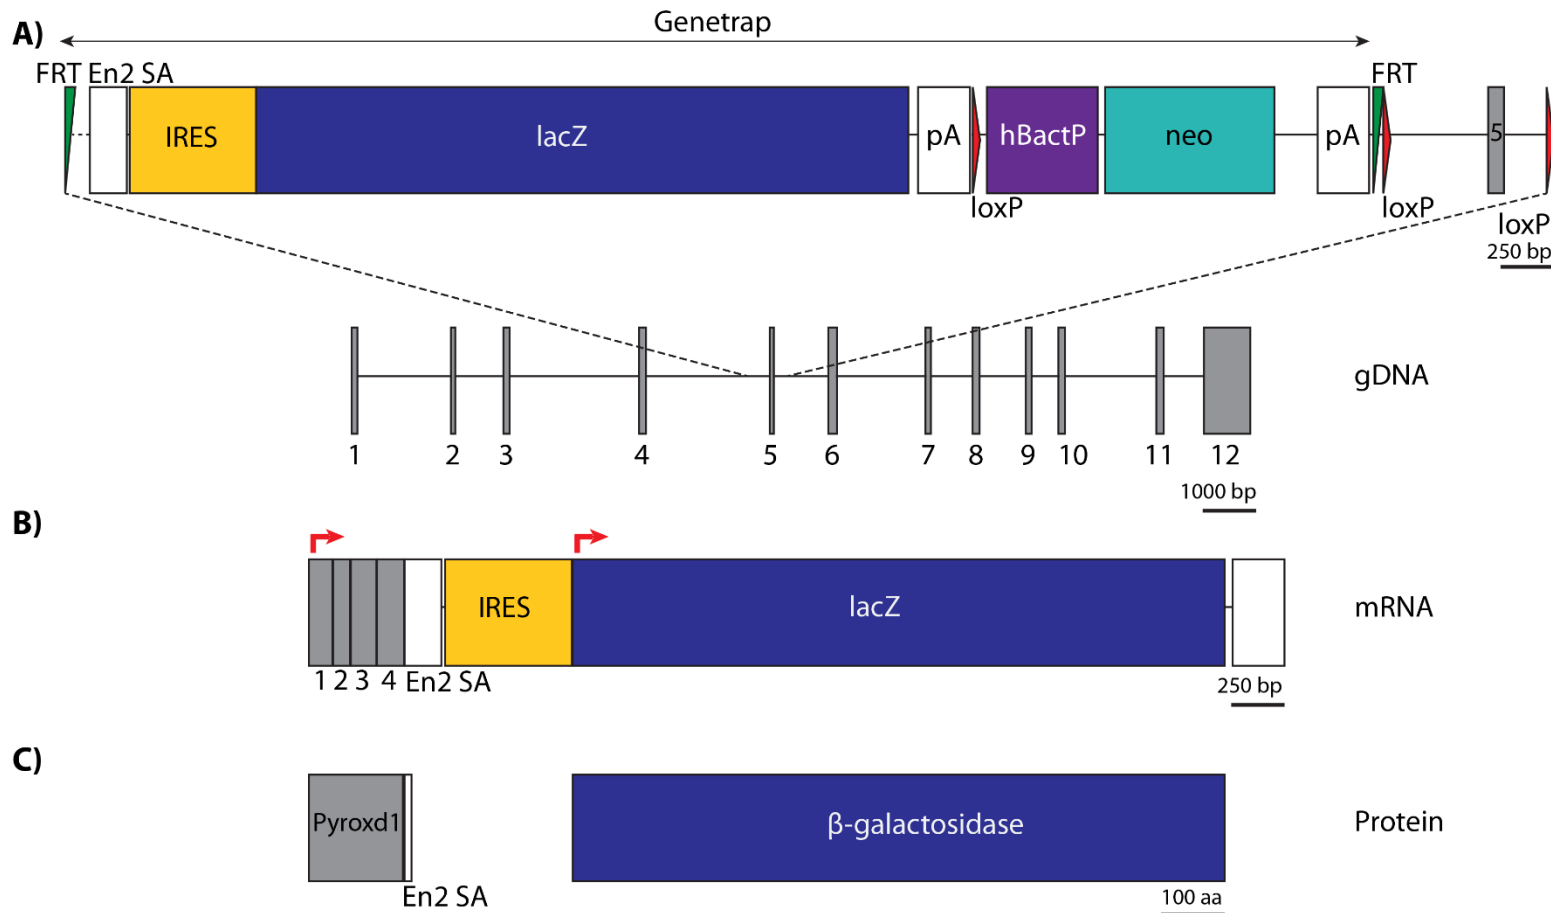 A)
Genetrap
FRT En2 SA
FRT
IRES
lacZ
pA
hBactP
neo
pA
5
loxP
loxP
loxP
250 bp
gDNA
1 2 3 4 5 6 7 8 9 10 11 12
1000 bp
B)
IRES
lacZ
mRNA
1 2 3 4 En2 SA
250 bp
C)
Pyroxd1
β-galactosidase
Protein
En2 SA
100 aa